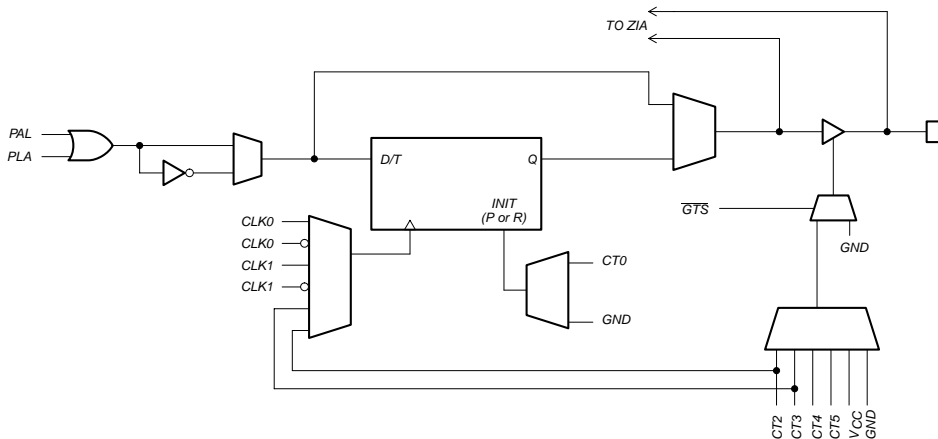 TO ZIA
PAL
PLA
D/T
Q
INIT
(P or R)
GTS
GND
CLK0
CLK0
CLK1
CLK1
CT0
GND
CT2
CT3
CT4
CT5
VCC
GND